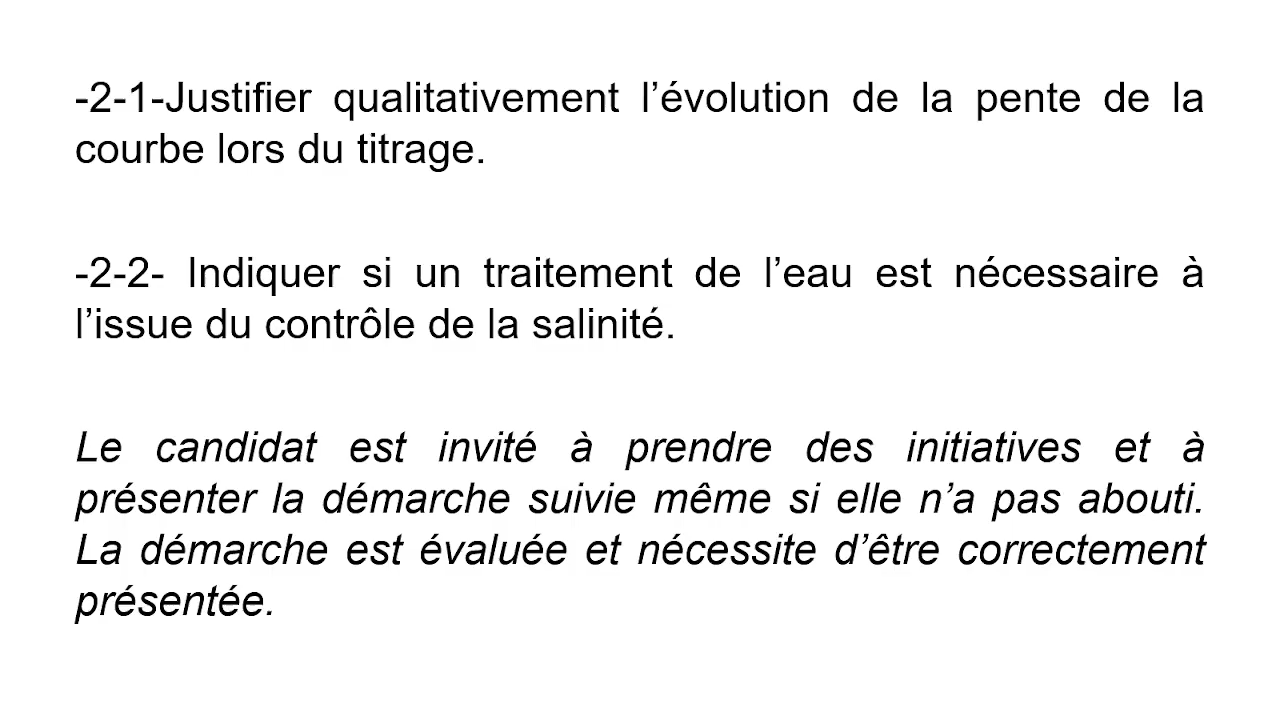 -2-1-Justifier qualitativement l’évolution de la pente de la
courbe lors du titrage.
-2-2- Indiquer si un traitement de l’eau est nécessaire à
l’issue du contrôle de la salinité.
Le candidat est invité à prendre des initiatives et à
présenter la démarche suivie même si elle n’a pas abouti.
La démarche est évaluée et nécessite d’être correctement
présentée.